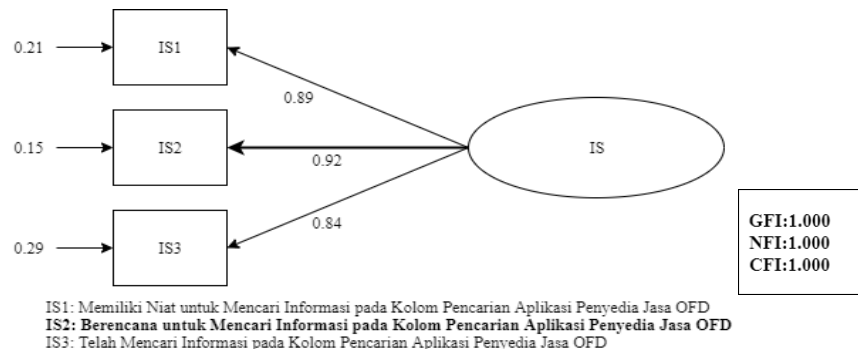 0.21
IS1
0.89
0.15
IS2
0.92
IS
0.84
0.29
IS3
GFI:1.000
NFI:1.000
CFI:1.000
IS1: Memiliki Niat untuk Mencari Informasi pada Kolom Pencarian Aplikasi Penyedia Jasa OFD
IS2: Berencana untuk Mencari Informasi pada Kolom Pencarian Aplikasi Penyedia Jasa OFD
IS3: Telah Mencari Informasi pada Kolom Pencarian Aplikasi Penyedia Jasa OFD